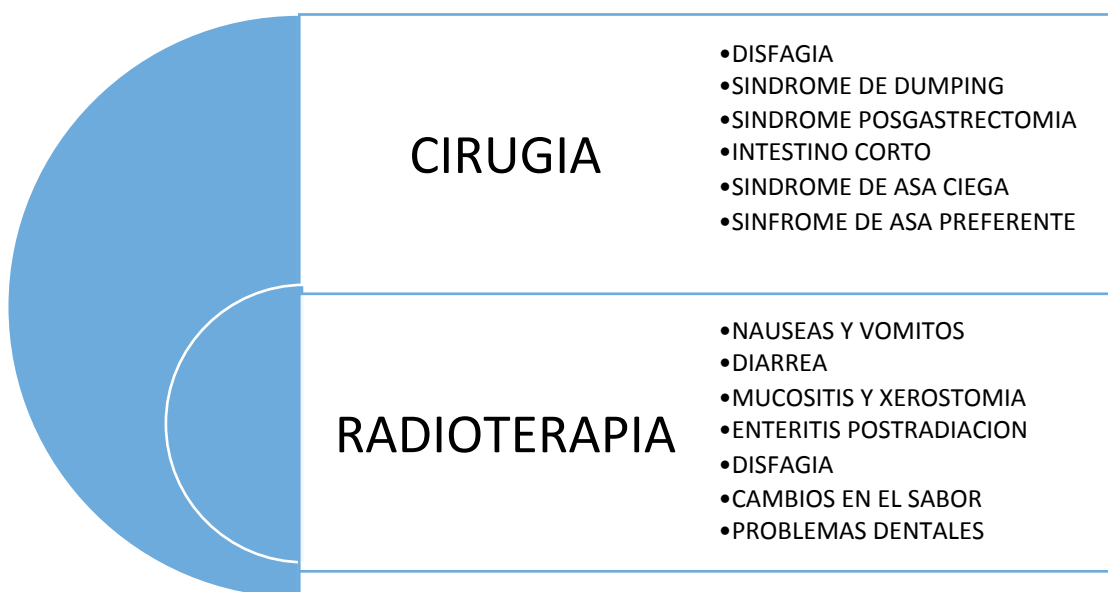 CIRUGIA
•DISFAGIA
•SINDROME DE DUMPING
•SINDROME POSGASTRECTOMIA
•INTESTINO CORTO
•SINDROME DE ASA CIEGA
•SINFROME DE ASA PREFERENTE
RADIOTERAPIA
•NAUSEAS Y VOMITOS
•DIARREA
•MUCOSITIS Y XEROSTOMIA
•ENTERITIS POSTRADIACION
•DISFAGIA
•CAMBIOS EN EL SABOR
•PROBLEMAS DENTALES